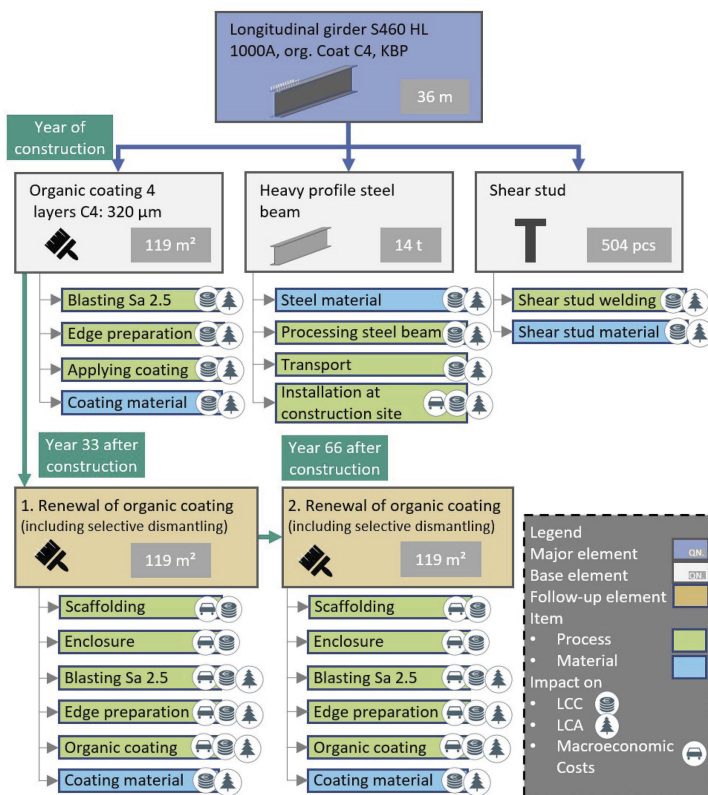 Longitudinal girder S460 HL
1000A, org. Coat C4, KBP
36 m
Year of
construction
Organic coating 4
layers C4: 320 µm
119 m²
Heavy profile steel
beam
14 t
Shear stud
504 pcs
Blasting Sa 2.5
Edge preparation
Applying coating
Coating material
Steel material
Processing steel beam
Transport
Installation at
construction site
Shear stud welding
Shear stud material
Year 33 after
construction
Year 66 after
construction
1. Renewal of organic coating
(including selective dismantling)
119 m²
2. Renewal of organic coating
(including selective dismantling)
119 m²
Scaffolding
Enclosure
Blasting Sa 2.5
Edge preparation
Organic coating
Coating material
Scaffolding
Enclosure
Blasting Sa 2.5
Edge preparation
Organic coating
Coating material
Legend
Major element
QN.
Base element
QN.
Follow-up element
Item
• Process
• Material
Impact on
• LCC
• LCA
• Macroeconomic
Costs